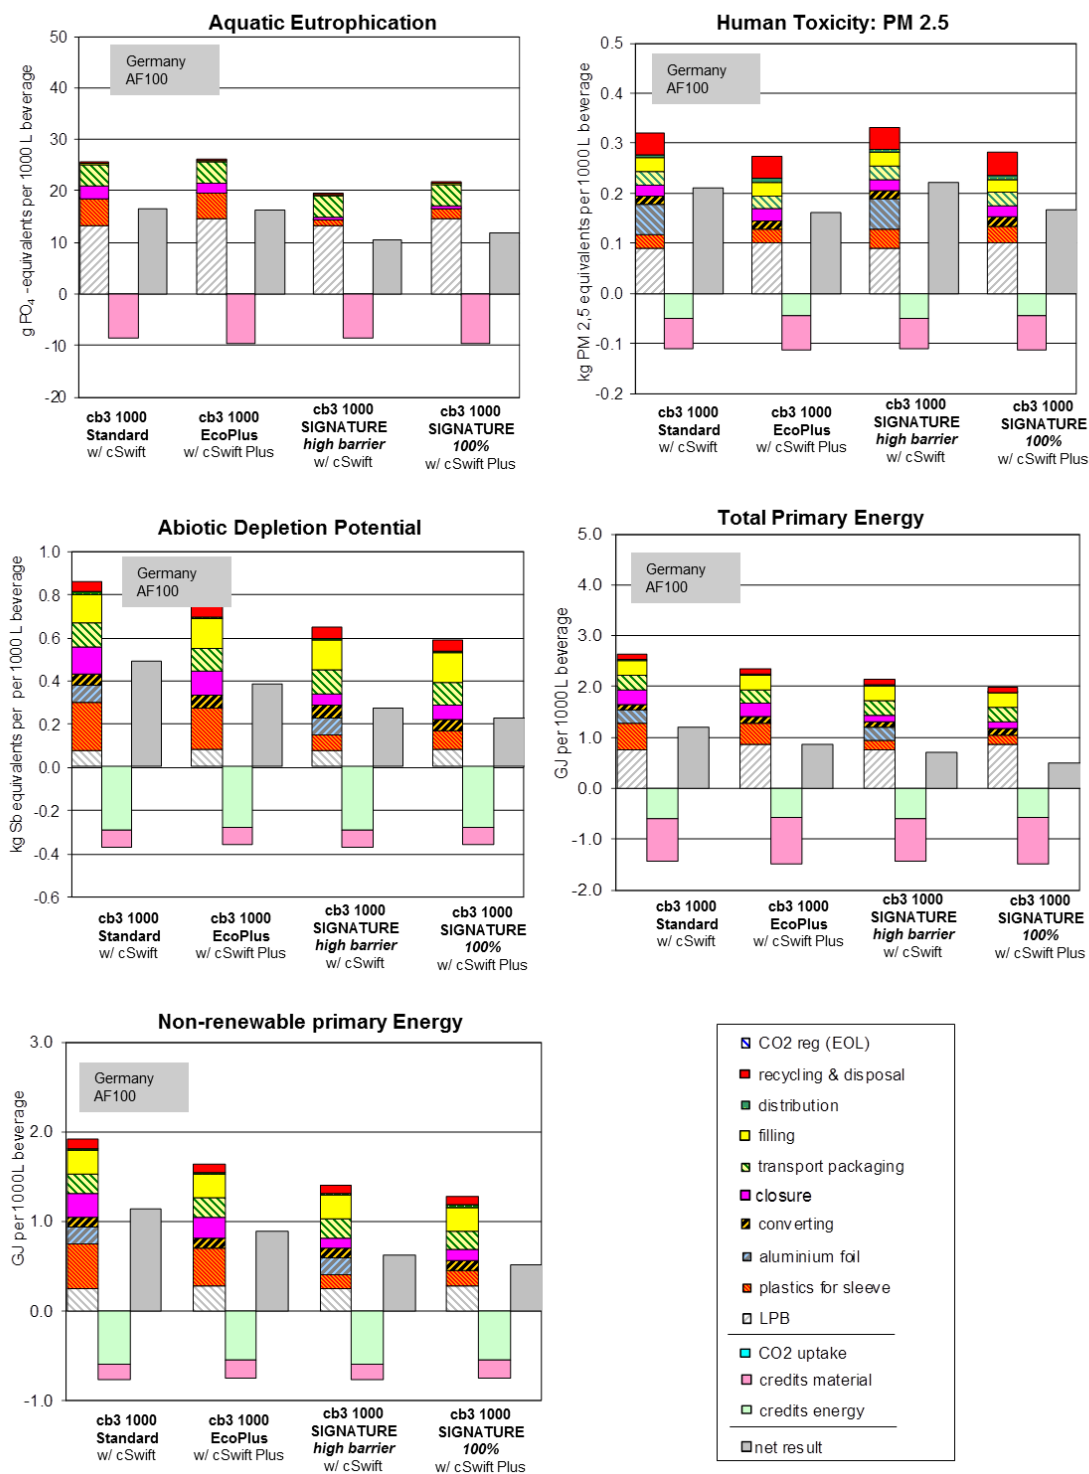 Aquatic Eutrophication
g PO4 -equivalents per 1000 L beverage
50
40
30
20
10
0
-10
-20
Germany
AF100
cb3 1000
Standard
w/ cSwift
cb3 1000
EcoPlus
w/ cSwift Plus
cb3 1000
SIGNATURE
high barrier
w/ cSwift
cb3 1000
SIGNATURE
100%
w/ cSwift Plus
Human Toxicity: PM 2.5
kg PM 2,5 equivalents per 1000 L beverage
0.5
0.4
0.3
0.2
0.1
0
-0.1
-0.2
Germany
AF100
cb3 1000
Standard
w/ cSwift
cb3 1000
EcoPlus
w/ cSwift Plus
cb3 1000
SIGNATURE
high barrier
w/ cSwift
cb3 1000
SIGNATURE
100%
w/ cSwift Plus
Abiotic Depletion Potential
kg Sb equivalents per per 1000 L beverage
1.0
0.8
0.6
0.4
0.2
0.0
-0.2
-0.4
-0.6
Germany
AF100
cb3 1000
Standard
w/ cSwift
cb3 1000
EcoPlus
w/ cSwift Plus
cb3 1000
SIGNATURE
high barrier
w/ cSwift
cb3 1000
SIGNATURE
100%
w/ cSwift Plus
Total Primary Energy
GJ per 1000L beverage
5.0
4.0
3.0
2.0
1.0
0.0
-1.0
-2.0
Germany
AF100
cb3 1000
Standard
w/ cSwift
cb3 1000
EcoPlus
w/ cSwift Plus
cb3 1000
SIGNATURE
high barrier
w/ cSwift
cb3 1000
SIGNATURE
100%
w/ cSwift Plus
Non-renewable primary Energy
GJ per 1000L beverage
3.0
2.0
1.0
0.0
-1.0
Germany
AF100
cb3 1000
Standard
w/ cSwift
cb3 1000
EcoPlus
w/ cSwift Plus
cb3 1000
SIGNATURE
high barrier
w/ cSwift
cb3 1000
SIGNATURE
100%
w/ cSwift Plus
CO2 reg (EOL)
recycling & disposal
distribution
filling
transport packaging
closure
converting
aluminium foil
plastics for sleeve
LPB
CO2 uptake
credits material
credits energy
net result